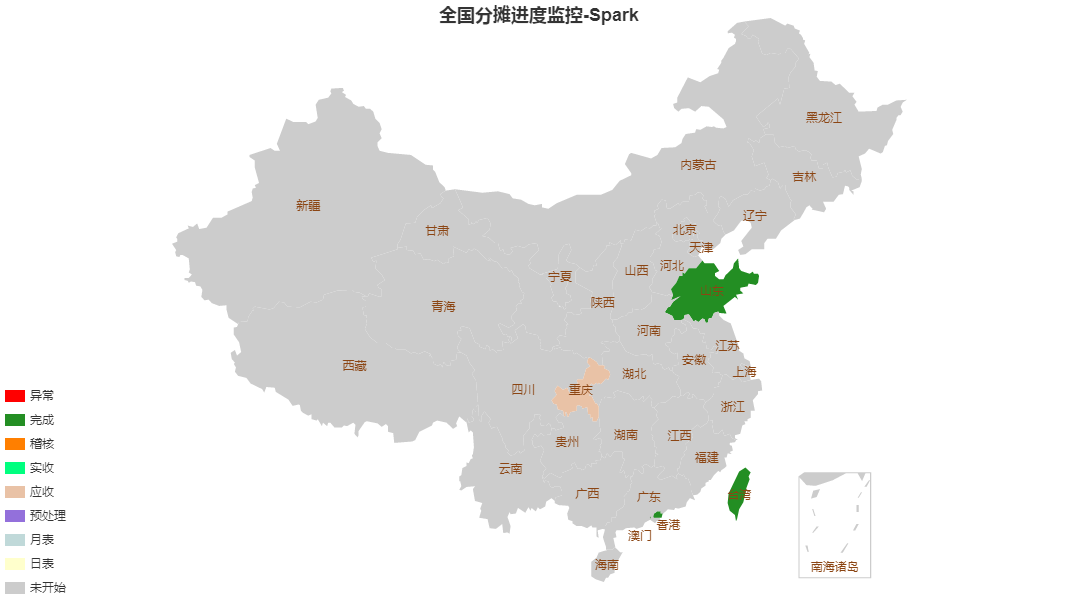 全国分摊进度监控-Spark
黑龙江
内蒙古
吉林
新疆
辽宁
甘肃
北京
天津
河北
山西
宁夏
山东
陕西
青海
河南
江苏
安徽
西藏
上海
湖北
四川
重庆
浙江
湖南
江西
贵州
福建
云南
广西
广东
台湾
香港
澳门
海南
南海诸岛
异常
完成
稽核
实收
应收
预处理
月表
日表
未开始